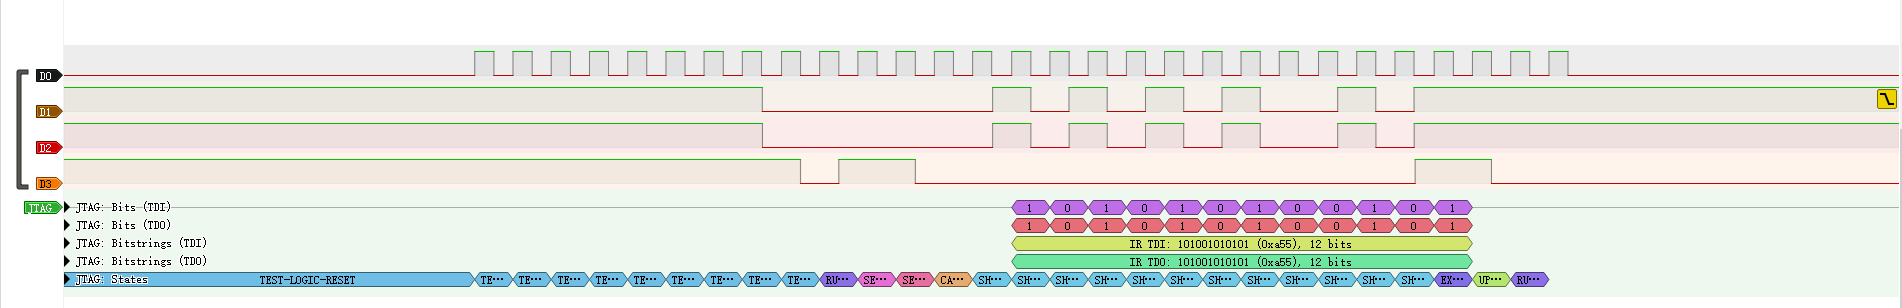 D0
D1
D2
D3
JTAG JTAG: Bits (TDI) 1 0 1 0 1 0 1 0 0 1 0 1
JTAG: Bits (TDO) 1 0 1 0 1 0 1 0 0 1 0 1
JTAG: Bitstrings (TDI) IR TDI: 101001010101 (0xa55), 12 bits
JTAG: Bitstrings (TDO) IR TDO: 101001010101 (0xa55), 12 bits
JTAG: States TEST-LOGIC-RESET TE··· TE··· TE··· TE··· TE··· TE··· TE··· TE··· TE··· RU··· SE··· SE··· CA··· SH··· SH··· SH··· SH··· SH··· SH··· SH··· SH··· SH··· SH··· SH··· SH··· EX··· UP··· RU···